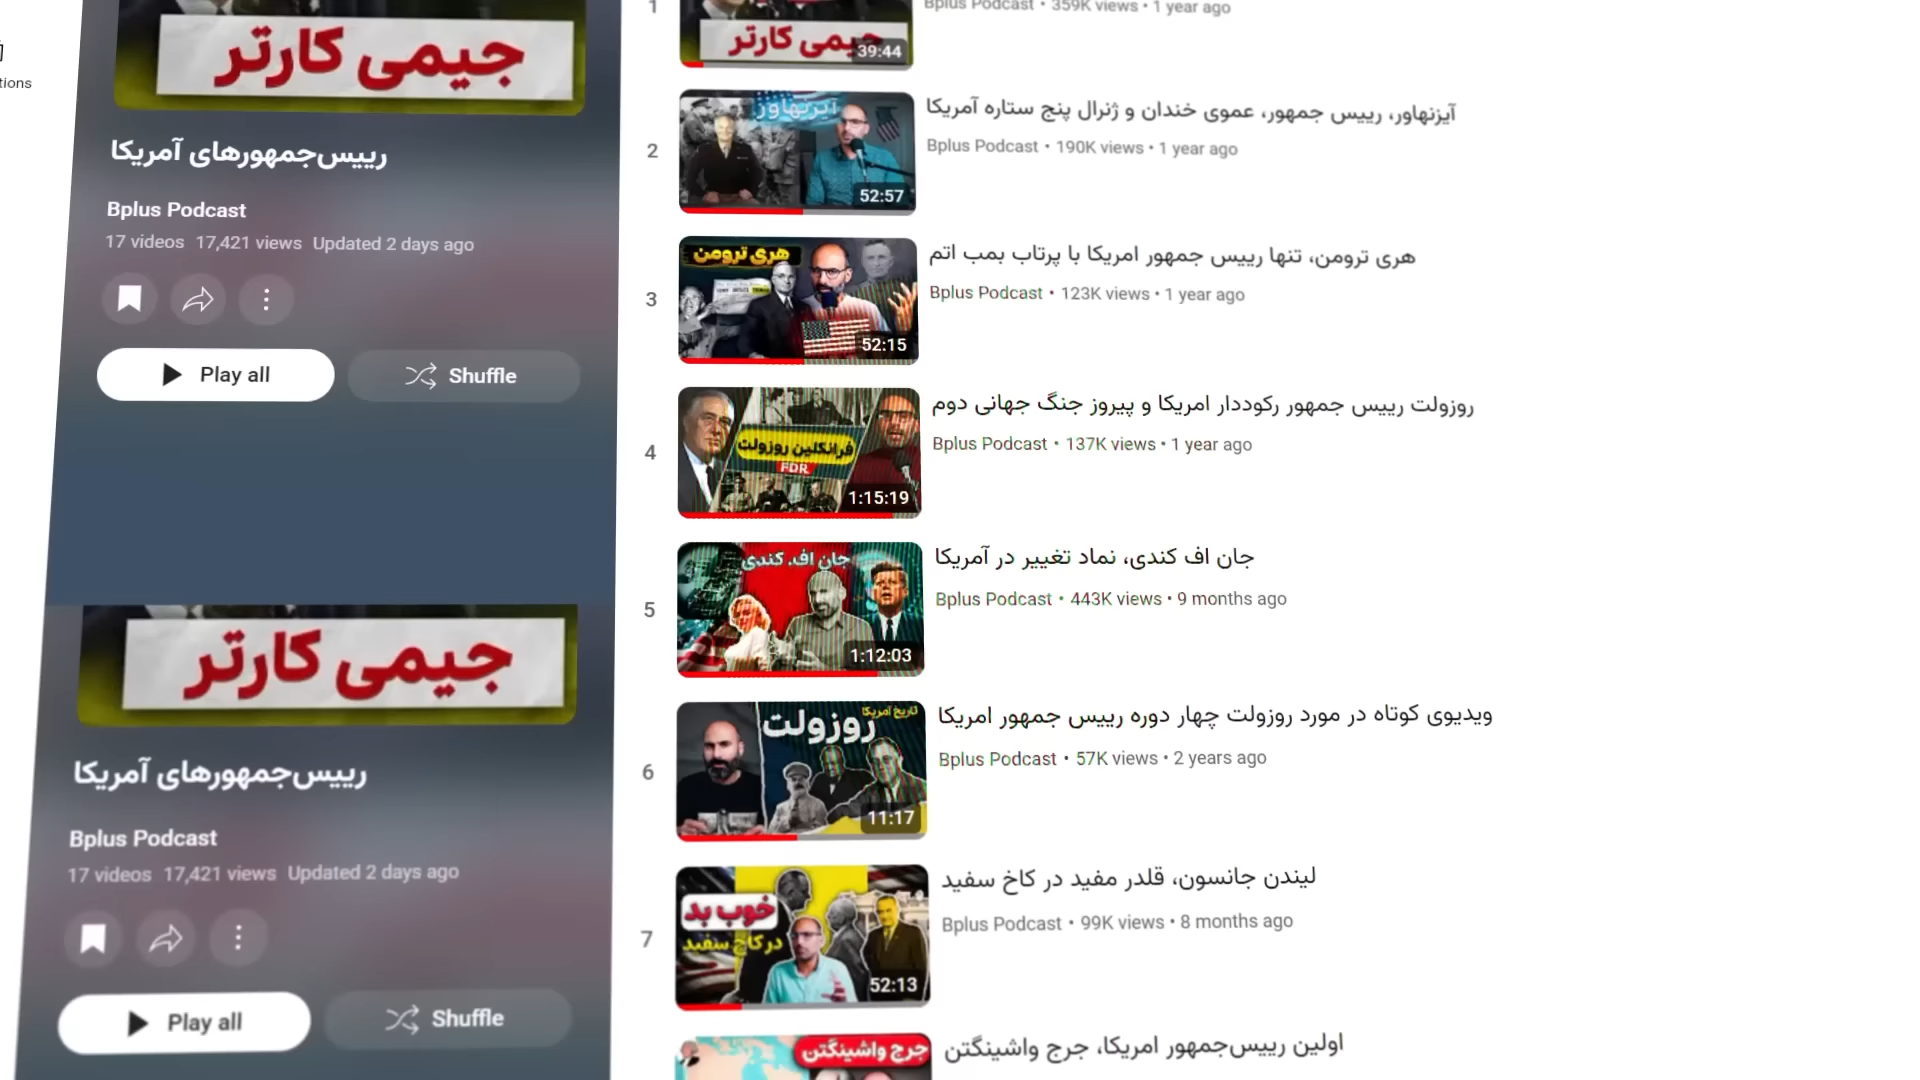 tions
جیمی کارتر
رییس‌جمهورهای آمریکا
Bplus Podcast
17 videos 17,421 views Updated 2 days ago
Play all
Shuffle
جیمی کارتر
رییس‌جمهورهای آمریکا
Bplus Podcast
17 videos 17,421 views Updated 2 days ago
Play all
Shuffle
1
جیمی کارتر
39:44
Bplus Podcast • 359K views • 1 year ago
2
آیزنهاور
52:57
آیزنهاور، رییس جمهور، عموی خندان و ژنرال پنج ستاره آمریکا
Bplus Podcast • 190K views • 1 year ago
3
هری ترومن
52:15
هری ترومن، تنها رییس جمهور امریکا با پرتاب بمب اتم
Bplus Podcast • 123K views • 1 year ago
4
فرانکلین روزولت
FDR
1:15:19
روزولت رییس جمهور رکوددار امریکا و پیروز جنگ جهانی دوم
Bplus Podcast • 137K views • 1 year ago
5
جان اف. کندی
1:12:03
جان اف کندی، نماد تغییر در آمریکا
Bplus Podcast • 443K views • 9 months ago
6
تاریخ آمریکا
روزولت
11:17
ویدیوی کوتاه در مورد روزولت چهار دوره رییس جمهور امریکا
Bplus Podcast • 57K views • 2 years ago
7
خوب بد
در کاخ سفید
52:13
لیندن جانسون، قلدر مفید در کاخ سفید
Bplus Podcast • 99K views • 8 months ago
جرج واشینگتن
اولین رییس‌جمهور امریکا، جرج واشینگتن